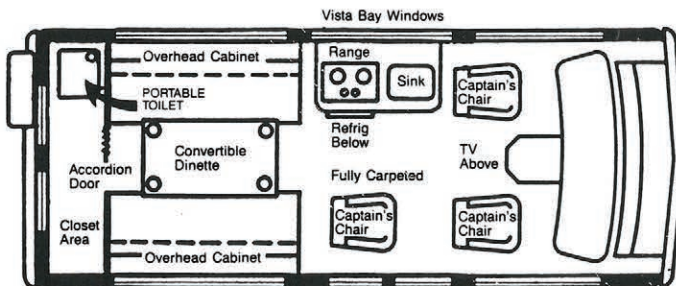 Vista Bay Windows
Overhead Cabinet
Range
Sink
PORTABLE
TOILET
Captain's
Chair
Refrig
Below
Accordion
Door
Convertible
Dinette
TV
Above
Fully Carpeted
Closet
Area
Captain's
Chair
Captain's
Chair
Overhead Cabinet